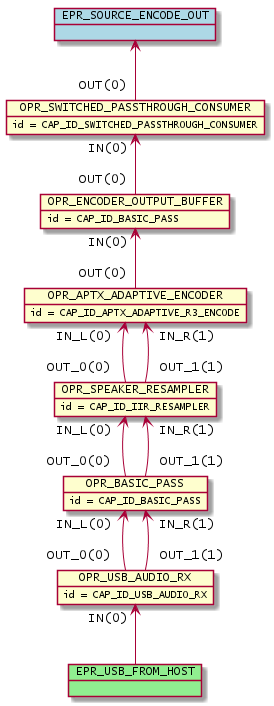 EPR_SOURCE_ENCODE_OUT
OUT(0)
OPR_SWITCHED_PASSTHROUGH_CONSUMER
id = CAP_ID_SWITCHED_PASSTHROUGH_CONSUMER
IN(0)
OUT(0)
OPR_ENCODER_OUTPUT_BUFFER
id = CAP_ID_BASIC_PASS
IN(0)
OUT(0)
OPR_APTX_ADAPTIVE_ENCODER
id = CAP_ID_APTX_ADAPTIVE_R3_ENCODE
IN_L(0) IN_R(1)
OUT_0(0) OUT_1(1)
OPR_SPEAKER_RESAMPLER
id = CAP_ID_IIR_RESAMPLER
IN_L(0) IN_R(1)
OUT_0(0) OUT_1(1)
OPR_BASIC_PASS
id = CAP_ID_BASIC_PASS
IN_L(0) IN_R(1)
OUT_0(0) OUT_1(1)
OPR_USB_AUDIO_RX
id = CAP_ID_USB_AUDIO_RX
IN(0)
EPR_USB_FROM_HOST